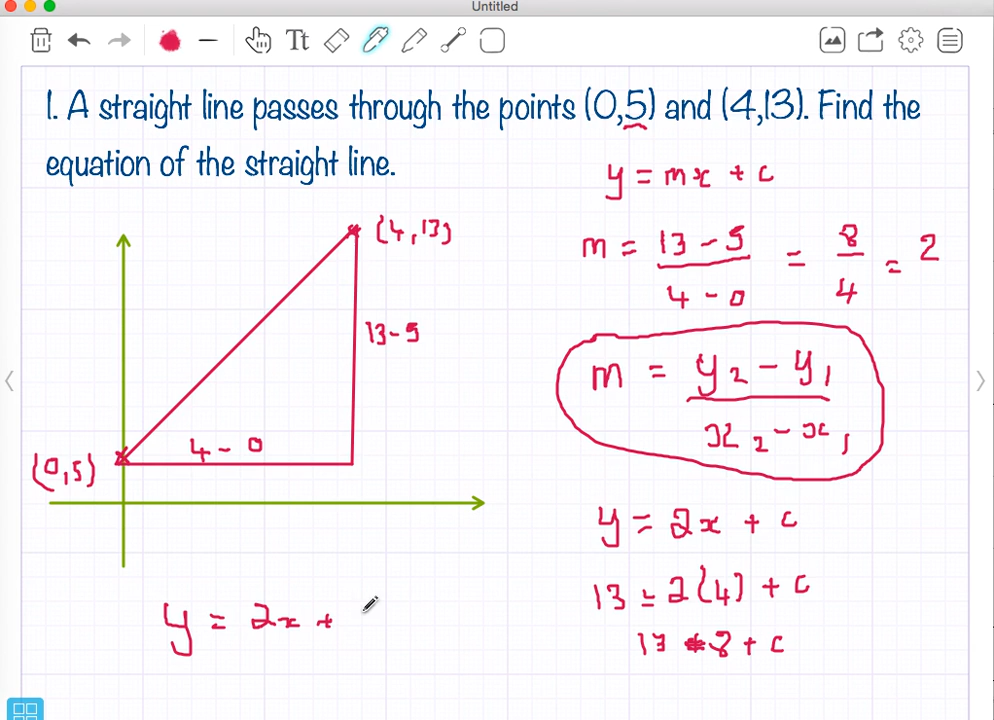 Untitled
Tt
1. A straight line passes through the points (0,5) and (4,13). Find the
equation of the straight line.
y = mx + c
(4,13)
m = 13 - 5 / 4 - 0 = 8 / 4 = 2
13 - 5
m = y2 - y1 / x2 - x1
4 - 0
(0,5)
y = 2x + c
13 = 2(4) + c
y = 2x +
13 = 8 + c